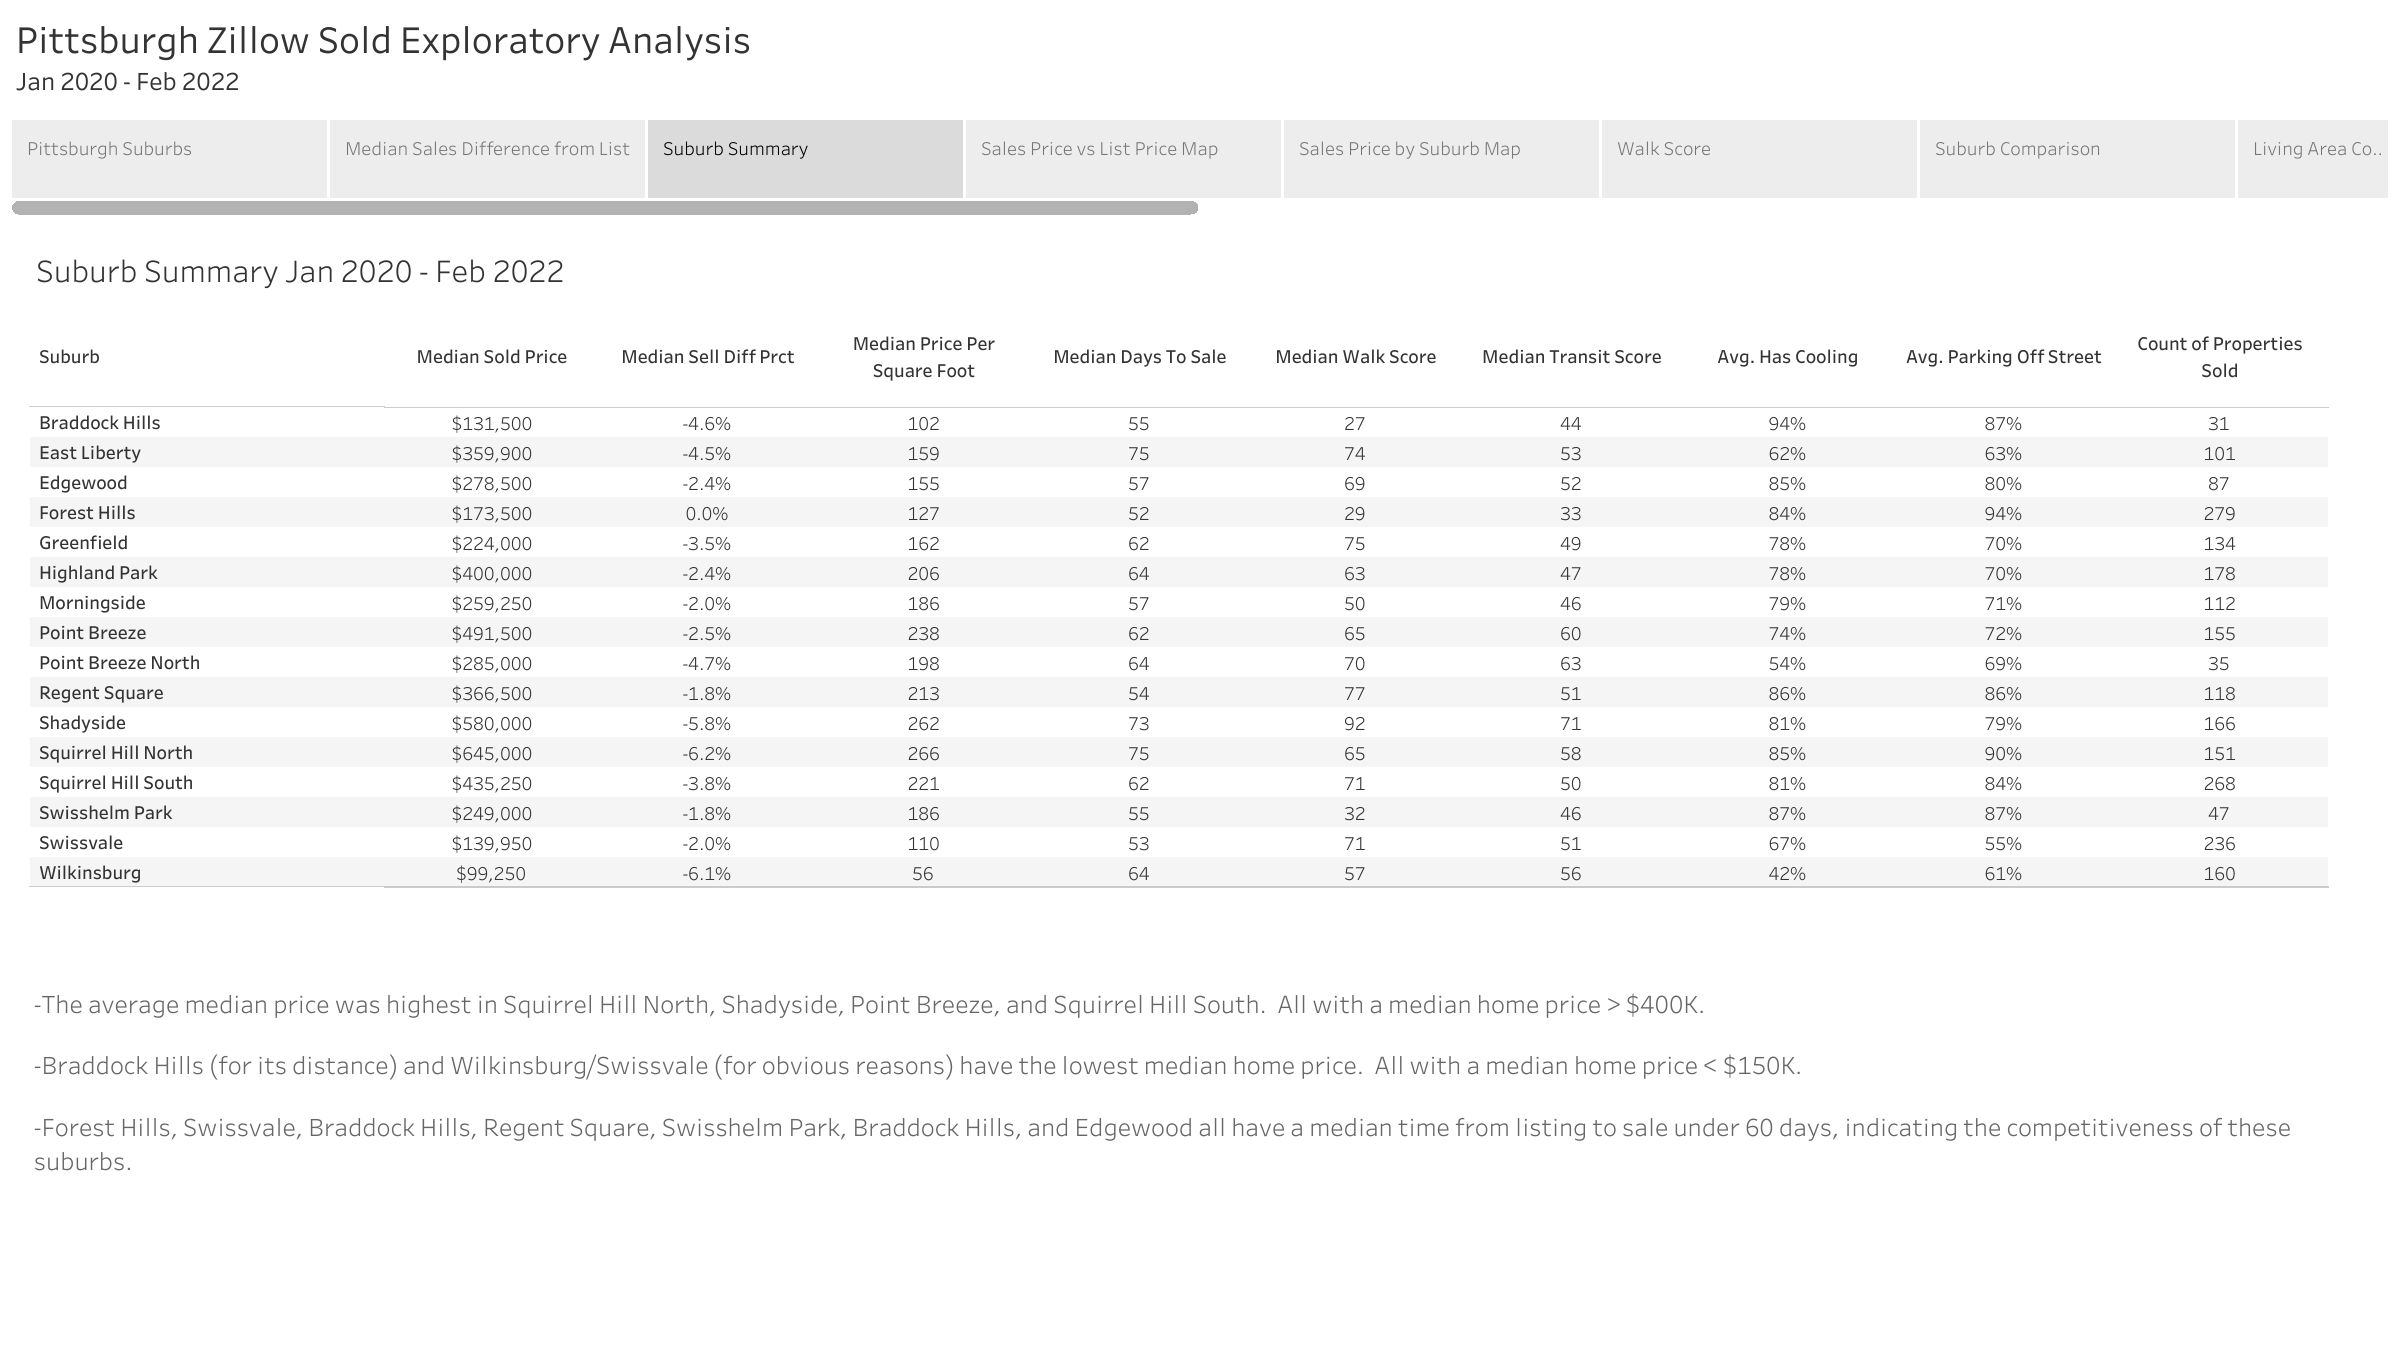 Pittsburgh Zillow Sold Exploratory Analysis
Jan 2020 - Feb 2022
Pittsburgh Suburbs Median Sales Difference from List Suburb Summary Sales Price vs List Price Map Sales Price by Suburb Map Walk Score Suburb Comparison Living Area Co..
Suburb Summary Jan 2020 - Feb 2022
Suburb Median Sold Price Median Sell Diff Prct Median Price Per Square Foot Median Days To Sale Median Walk Score Median Transit Score Avg. Has Cooling Avg. Parking Off Street Count of Properties Sold
Braddock Hills $131,500 -4.6% 102 55 27 44 94% 87% 31
East Liberty $359,900 -4.5% 159 75 74 53 62% 63% 101
Edgewood $278,500 -2.4% 155 57 69 52 85% 80% 87
Forest Hills $173,500 0.0% 127 52 29 33 84% 94% 279
Greenfield $224,000 -3.5% 162 62 75 49 78% 70% 134
Highland Park $400,000 -2.4% 206 64 63 47 78% 70% 178
Morningside $259,250 -2.0% 186 57 50 46 79% 71% 112
Point Breeze $491,500 -2.5% 238 62 65 60 74% 72% 155
Point Breeze North $285,000 -4.7% 198 64 70 63 54% 69% 35
Regent Square $366,500 -1.8% 213 54 77 51 86% 86% 118
Shadyside $580,000 -5.8% 262 73 92 71 81% 79% 166
Squirrel Hill North $645,000 -6.2% 266 75 65 58 85% 90% 151
Squirrel Hill South $435,250 -3.8% 221 62 71 50 81% 84% 268
Swisshelm Park $249,000 -1.8% 186 55 32 46 87% 87% 47
Swissvale $139,950 -2.0% 110 53 71 51 67% 55% 236
Wilkinsburg $99,250 -6.1% 56 64 57 56 42% 61% 160
-The average median price was highest in Squirrel Hill North, Shadyside, Point Breeze, and Squirrel Hill South.  All with a median home price > $400K.
-Braddock Hills (for its distance) and Wilkinsburg/Swissvale (for obvious reasons) have the lowest median home price.  All with a median home price < $150K.
-Forest Hills, Swissvale, Braddock Hills, Regent Square, Swisshelm Park, Braddock Hills, and Edgewood all have a median time from listing to sale under 60 days, indicating the competitiveness of these
suburbs.